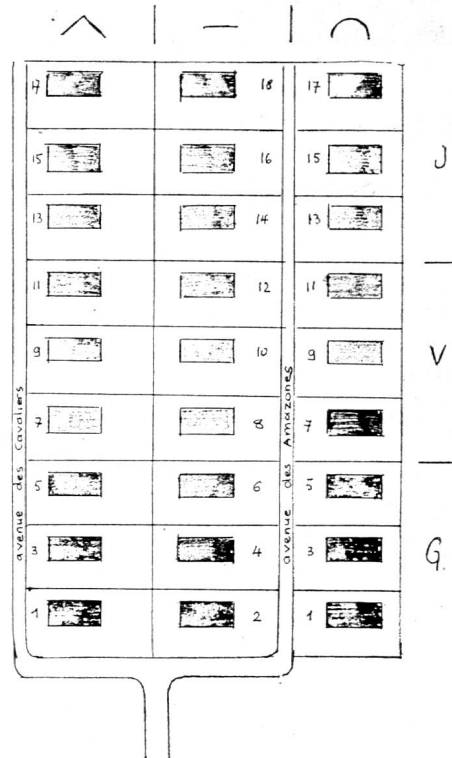 17 18 17 J
15 16 15
13 14 13
11 12 11
9 10 9 V
7 8 7
5 6 5
3 4 3 G.
1 2 1
avenue des Cavaliers
avenue des Amazones